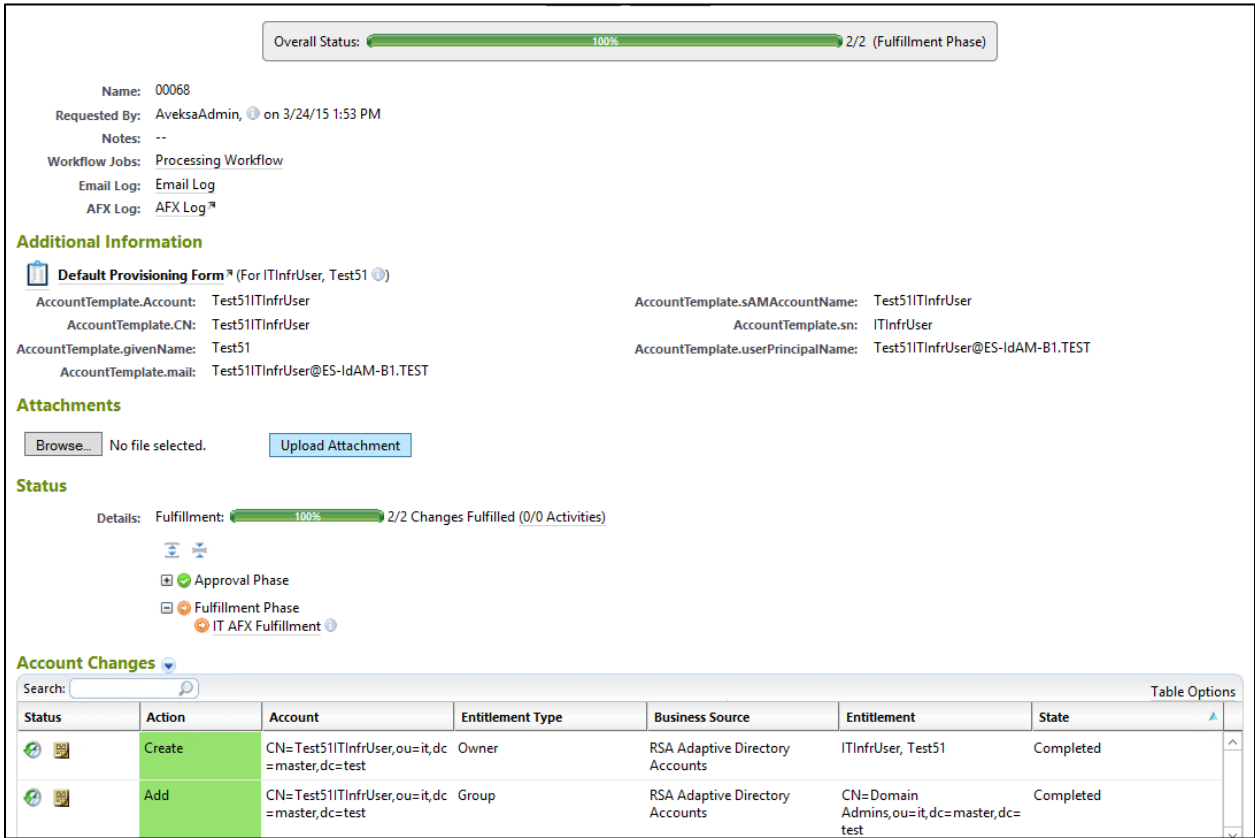 Overall Status: 100% 2/2 (Fulfillment Phase)
Name: 00068
Requested By: AveksaAdmin, on 3/24/15 1:53 PM
Notes: --
Workflow Jobs: Processing Workflow
Email Log: Email Log
AFX Log: AFX Log
Additional Information
Default Provisioning Form (For ITInfrUser, Test51 )
AccountTemplate.Account: Test51ITInfrUser AccountTemplate.sAMAccountName: Test51ITInfrUser
AccountTemplate.CN: Test51ITInfrUser AccountTemplate.sn: ITInfrUser
AccountTemplate.givenName: Test51 AccountTemplate.userPrincipalName: Test51ITInfrUser@ES-IdAM-B1.TEST
AccountTemplate.mail: Test51ITInfrUser@ES-IdAM-B1.TEST
Attachments
Browse... No file selected. Upload Attachment
Status
Details: Fulfillment: 100% 2/2 Changes Fulfilled (0/0 Activities)
Approval Phase
Fulfillment Phase
IT AFX Fulfillment
Account Changes
Search: Table Options
Status Action Account Entitlement Type Business Source Entitlement State
Create CN=Test51ITInfrUser,ou=it,dc Owner RSA Adaptive Directory ITInfrUser, Test51 Completed
=master,dc=test Accounts
Add CN=Test51ITInfrUser,ou=it,dc Group RSA Adaptive Directory CN=Domain Completed
=master,dc=test Accounts Admins,ou=it,dc=master,dc=
test